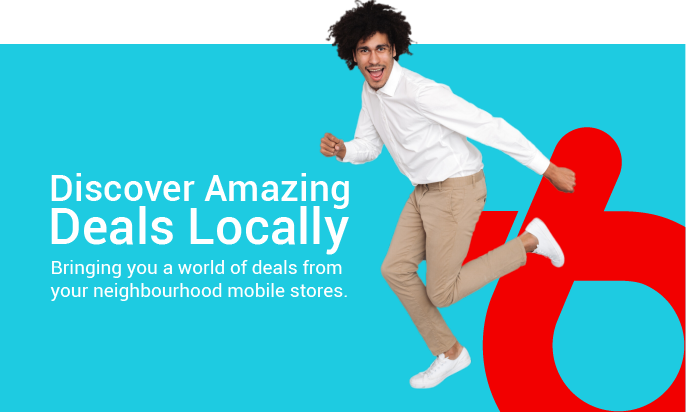 Discover Amazing
Deals Locally
Bringing you a world of deals from
your neighbourhood mobile stores.